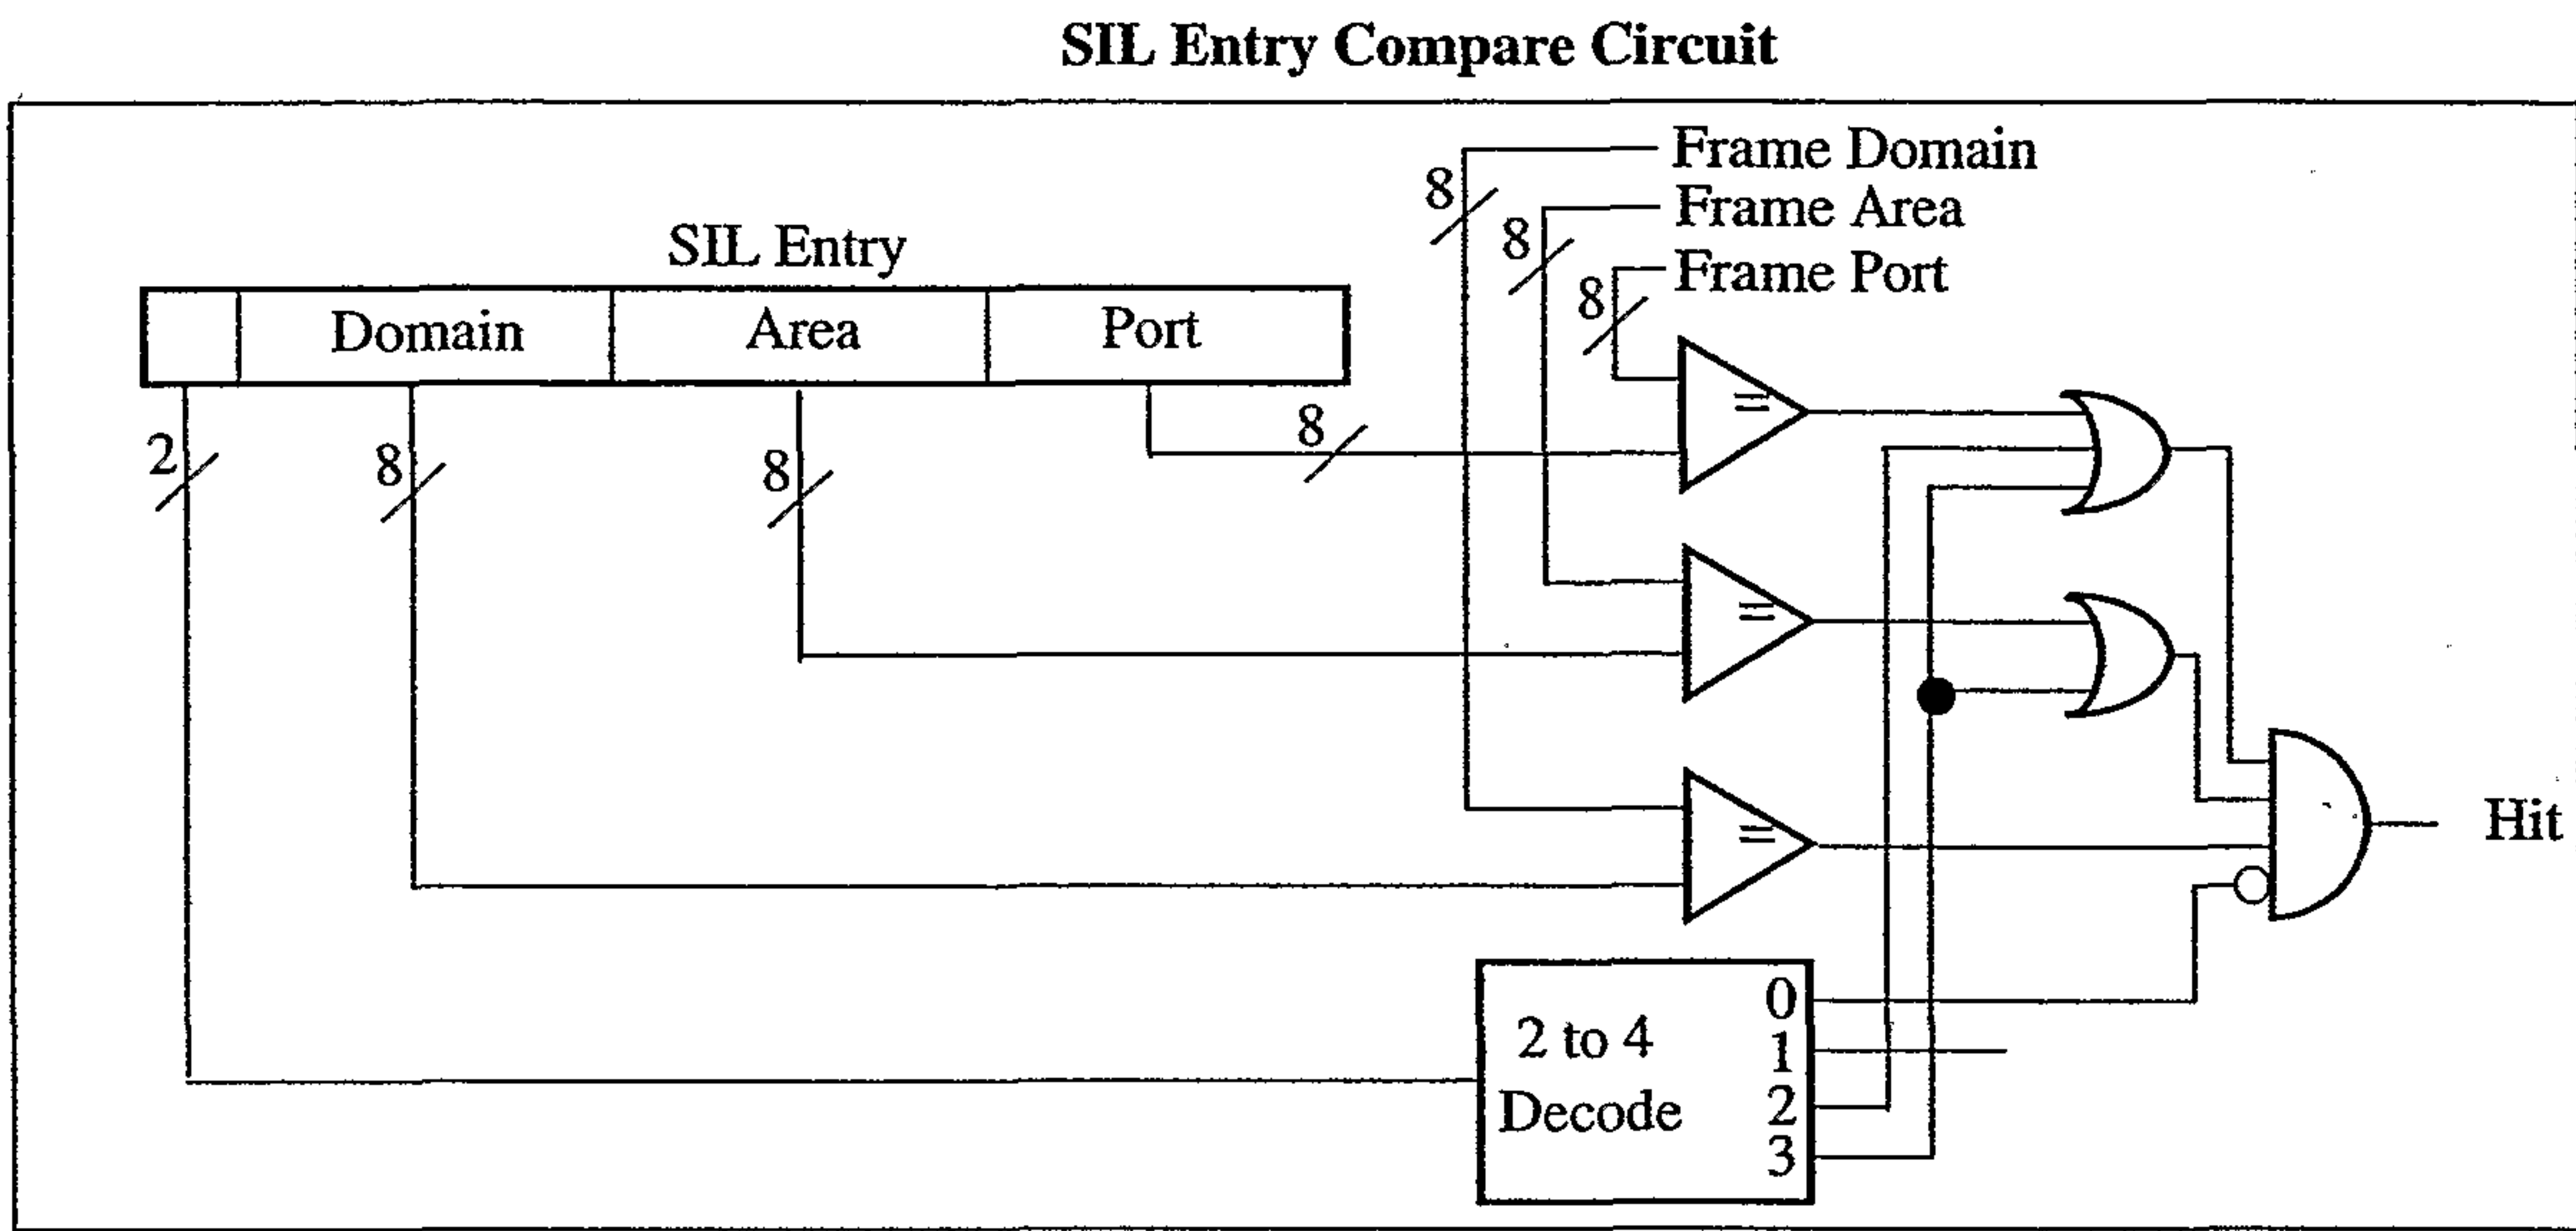 SIL Entry Compare Circuit
Frame Domain
8
Frame Area
8
Frame Port
8
SIL Entry
Domain Area Port
2
8
8
8
=
=
=
Hit
2 to 4
Decode
0
1
2
3